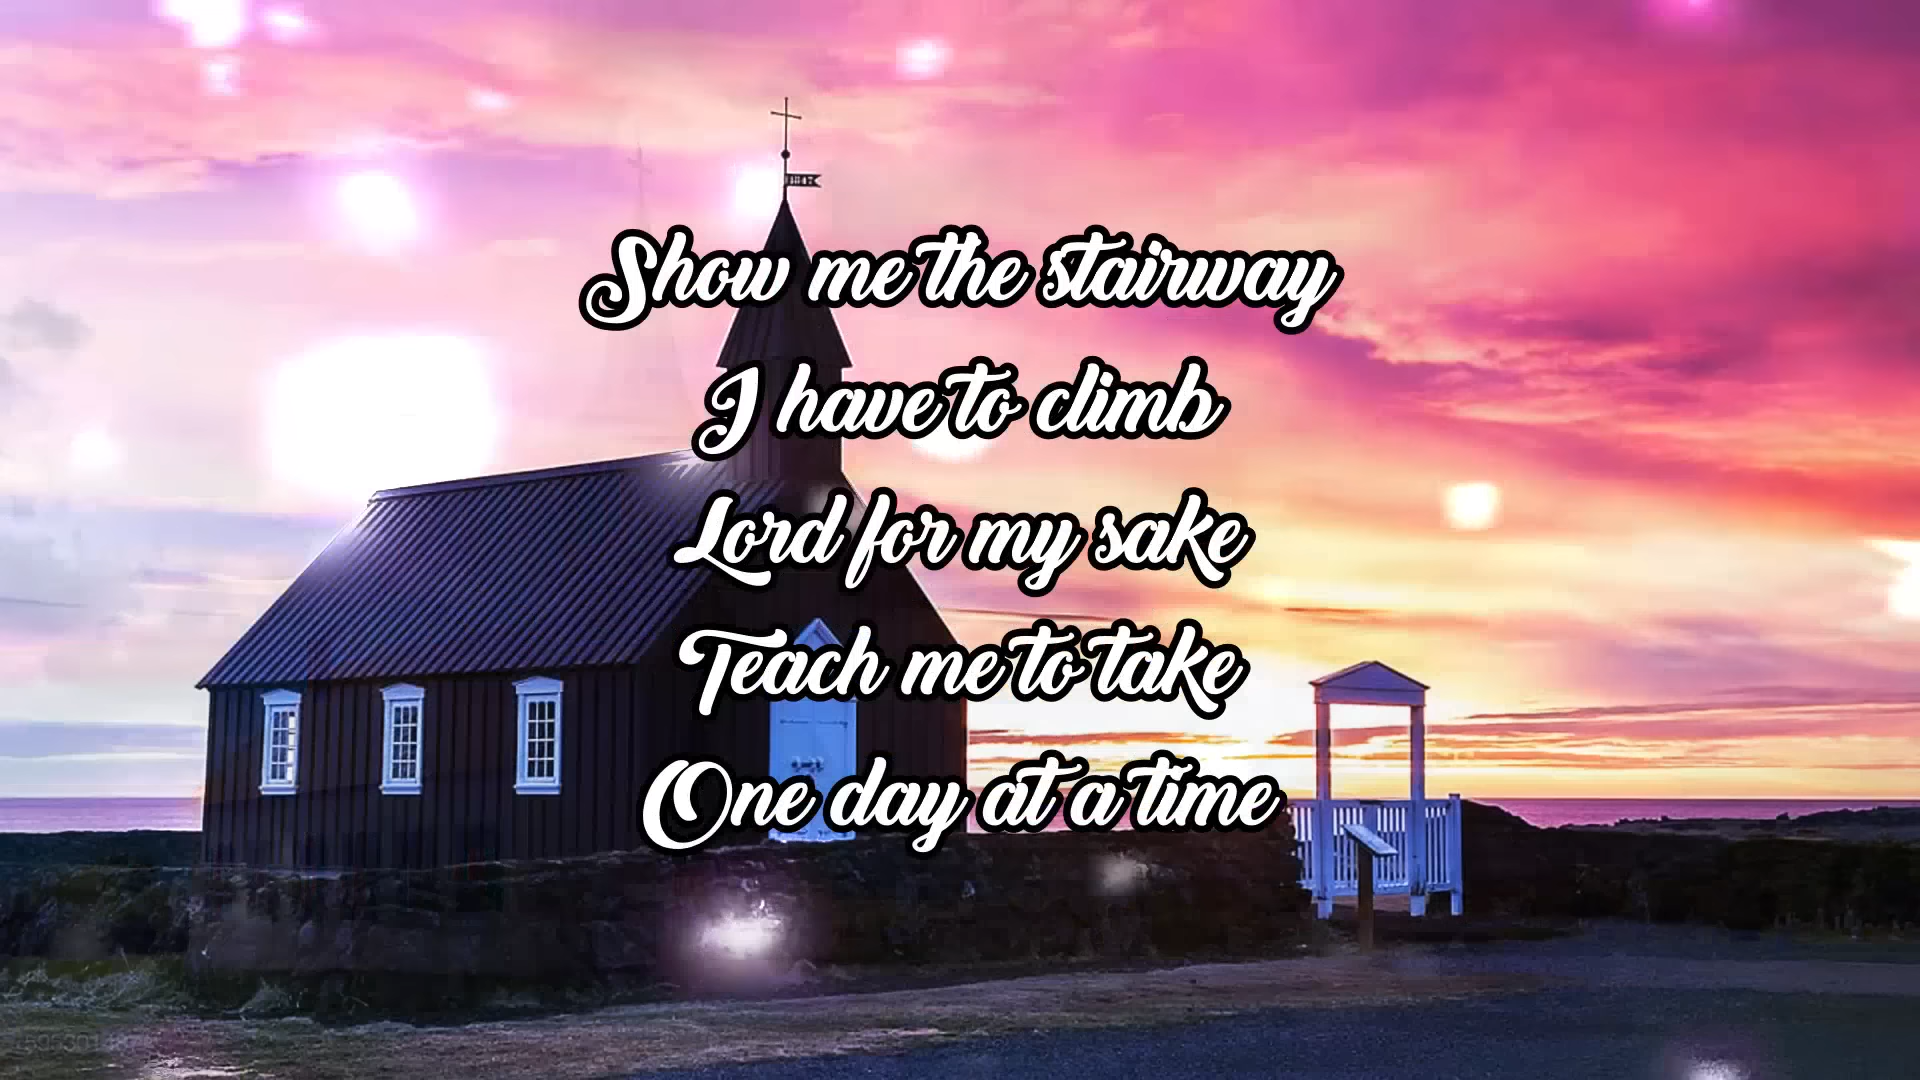 1847
Show me the stairway
I have to climb
Lord for my sake
Teach me to take
One day at a time